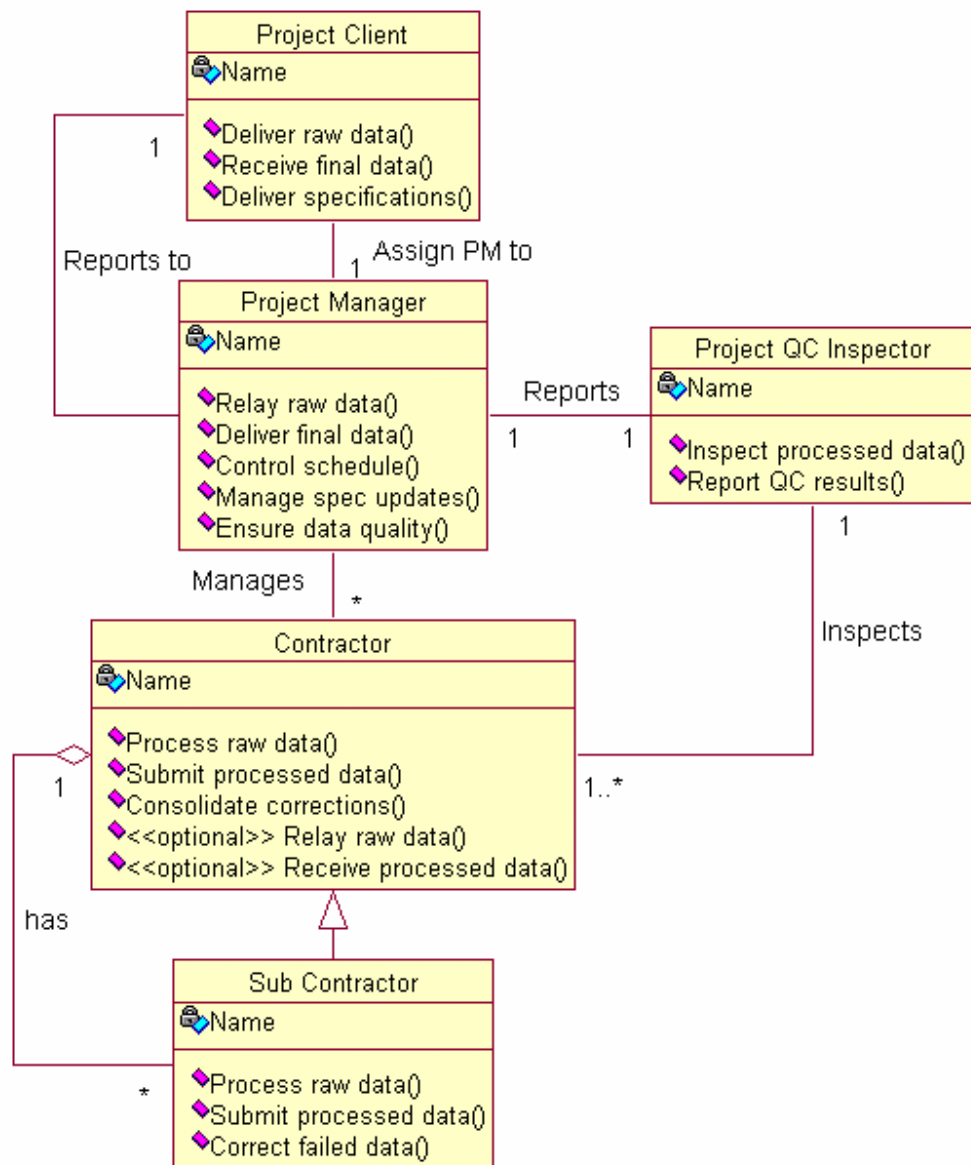 Project Client
Name
Deliver raw data()
Receive final data()
Deliver specifications()
1
Reports to
Assign PM to
1
Project Manager
Name
Relay raw data()
Deliver final data()
Control schedule()
Manage spec updates()
Ensure data quality()
Reports
1
1
Project QC Inspector
Name
Inspect processed data()
Report QC results()
1
Manages
*
Inspects
Contractor
Name
Process raw data()
Submit processed data()
Consolidate corrections()
<<optional>> Relay raw data()
<<optional>> Receive processed data()
1
1..*
has
Sub Contractor
Name
Process raw data()
Submit processed data()
Correct failed data()
*